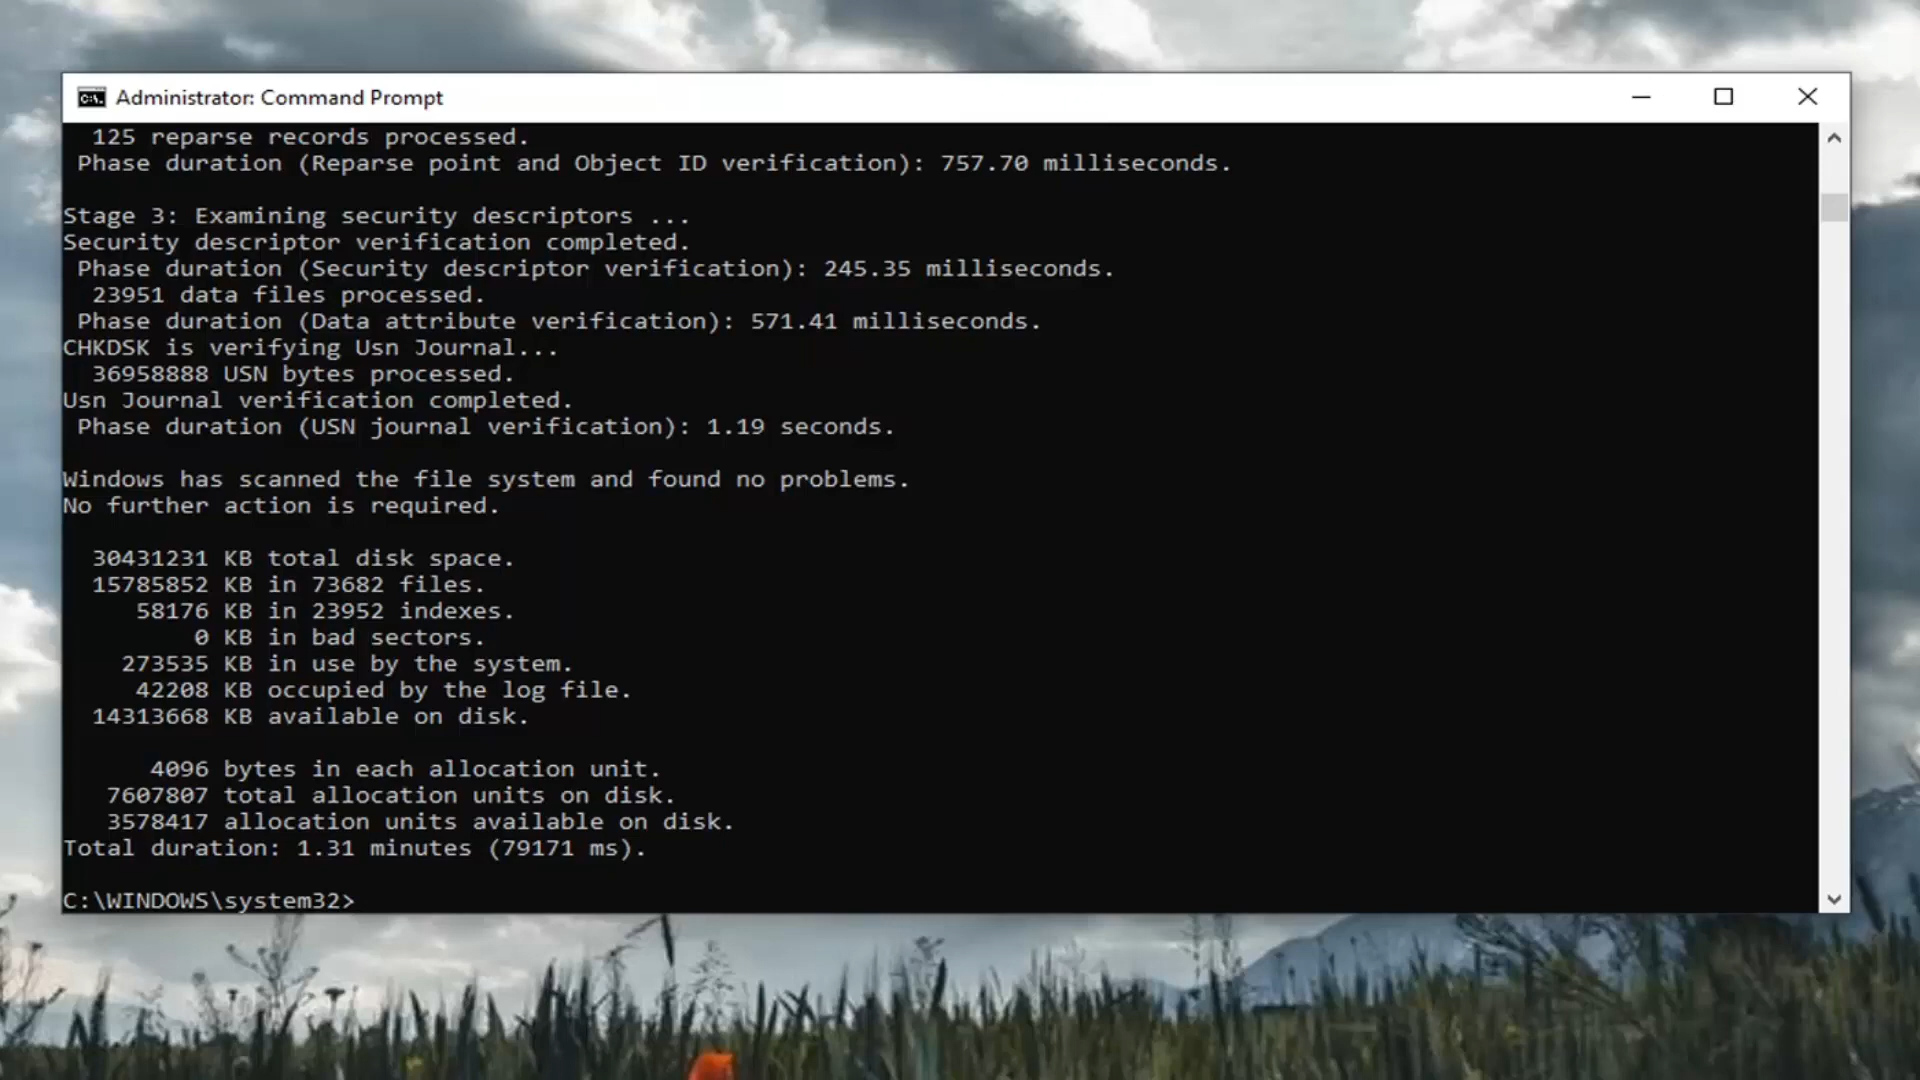 Administrator: Command Prompt
125 reparse records processed.
Phase duration (Reparse point and Object ID verification): 757.70 milliseconds.
Stage 3: Examining security descriptors ...
Security descriptor verification completed.
Phase duration (Security descriptor verification): 245.35 milliseconds.
23951 data files processed.
Phase duration (Data attribute verification): 571.41 milliseconds.
CHKDSK is verifying Usn Journal...
36958888 USN bytes processed.
Usn Journal verification completed.
Phase duration (USN journal verification): 1.19 seconds.
Windows has scanned the file system and found no problems.
No further action is required.
30431231 KB total disk space.
15785852 KB in 73682 files.
58176 KB in 23952 indexes.
0 KB in bad sectors.
273535 KB in use by the system.
42208 KB occupied by the log file.
14313668 KB available on disk.
4096 bytes in each allocation unit.
7607807 total allocation units on disk.
3578417 allocation units available on disk.
Total duration: 1.31 minutes (79171 ms).
C:\WINDOWS\system32>